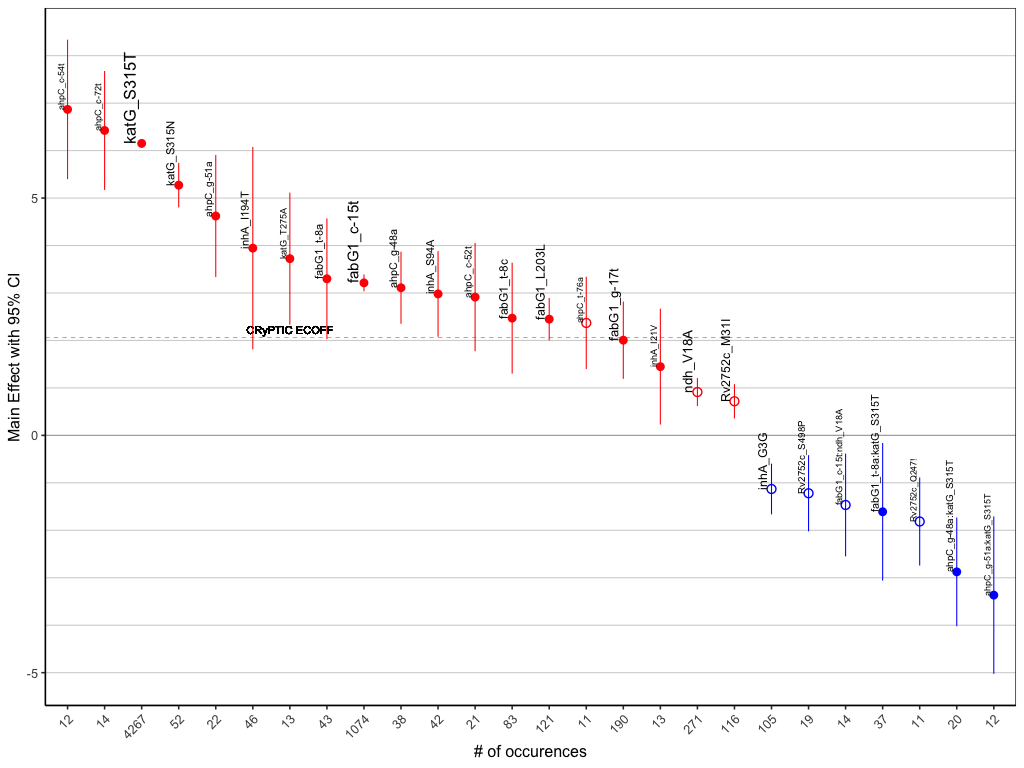 Main Effect with 95% CI
5
0
-5
ahpC_c-54t
ahpC_c-72t
katG_S315T
katG_S315N
ahpC_g-51a
inhA_I194T
katG_T275A
fabG1_t-8a
fabG1_c-15t
ahpC_g-48a
inhA_S94A
ahpC_c-52t
fabG1_t-8c
fabG1_L203L
ahpC_t-76a
fabG1_g-17t
inhA_I21V
ndh_V18A
Rv2752c_M31I
inhA_G3G
Rv2752c_S498P
fabG1_c-15t:ndh_V18A
fabG1_t-8a:katG_S315T
Rv2752c_Q247!
ahpC_g-48a:katG_S315T
ahpC_g-51a:katG_S315T
CRyPTIC ECOFF
12
14
4267
52
22
46
13
43
1074
38
42
21
83
121
11
190
13
271
116
105
19
14
37
11
20
12
# of occurences